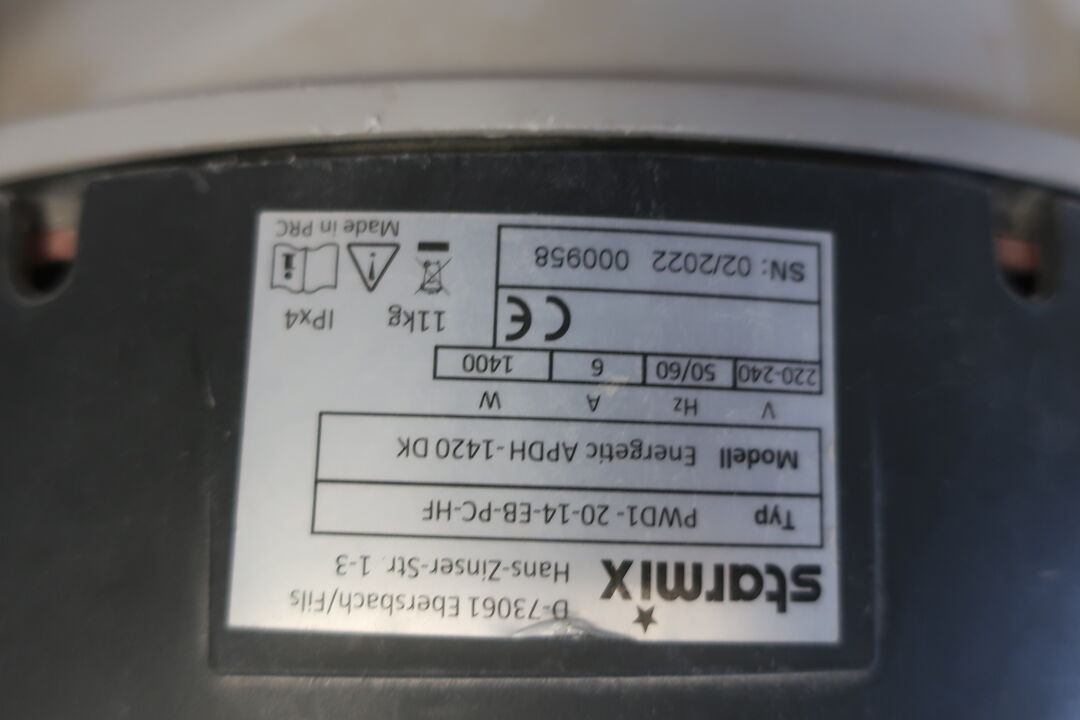 starmix
D-73061 Ebersbach/Fils
Hans-Zinser-Str. 1-3
Typ PWD1- 20-14-EB-PC-HF
Modell Energetic APDH-1420 DK
V Hz A W
220-240 50/60 6 1400
CE
11kg IPx4
SN: 02/2022 000958
Made in PRC